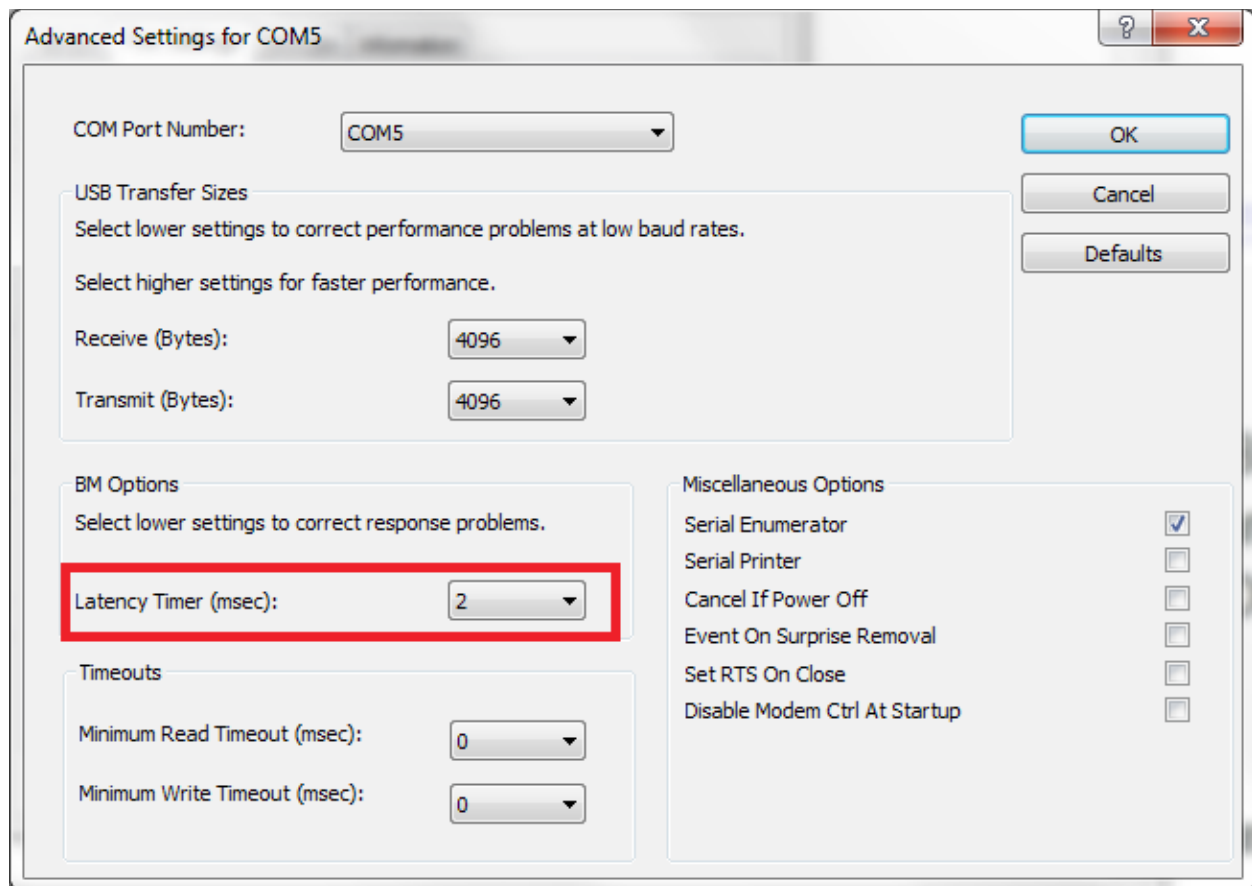 Advanced Settings for COM5
COM Port Number:
COM5
OK
USB Transfer Sizes
Cancel
Select lower settings to correct performance problems at low baud rates.
Defaults
Select higher settings for faster performance.
Receive (Bytes):
4096
Transmit (Bytes):
4096
BM Options
Select lower settings to correct response problems.
Latency Timer (msec):
2
Timeouts
Minimum Read Timeout (msec):
0
Minimum Write Timeout (msec):
0
Miscellaneous Options
Serial Enumerator
Serial Printer
Cancel If Power Off
Event On Surprise Removal
Set RTS On Close
Disable Modem Ctrl At Startup